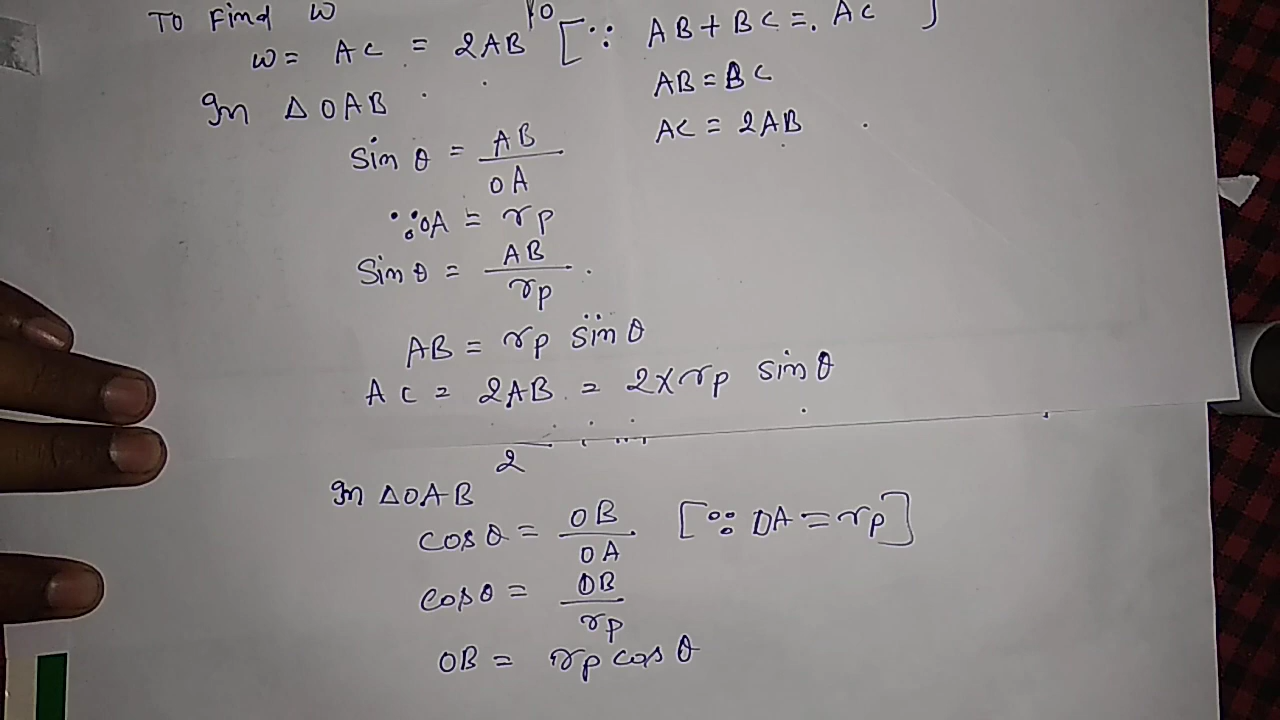 To Find w
w = AC = 2AB [∵ AB + BC = AC ]
AB = BC
In Δ OAB
AC = 2AB
Sin θ = AB / OA
∵ OA = rp
Sin θ = AB / rp
AB = rp sin θ
AC = 2AB = 2 x rp sin θ
2
In ΔOAB
cos θ = OB / OA [∵ OA = rp]
cos θ = OB / rp
OB = rp cos θ